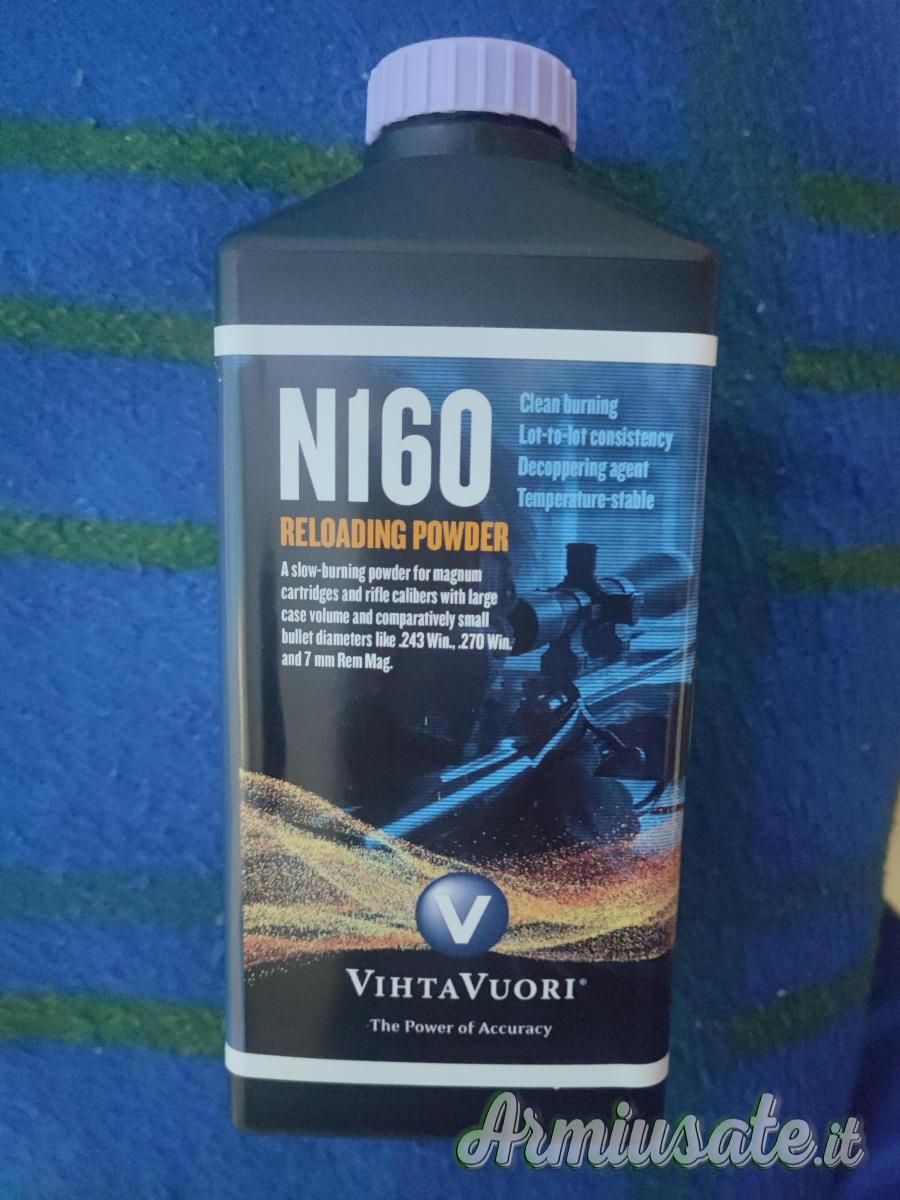 N160
RELOADING POWDER
A slow-burning powder for magnum
cartridges and rifle calibers with large
case volume and comparatively small
bullet diameters like .243 Win., .270 Win.
and 7 mm Rem Mag.
Clean burning
Lot-to-lot consistency
Decoppering agent
Temperature-stable
V
VIHTAVUORI®
The Power of Accuracy
Armiusate.it